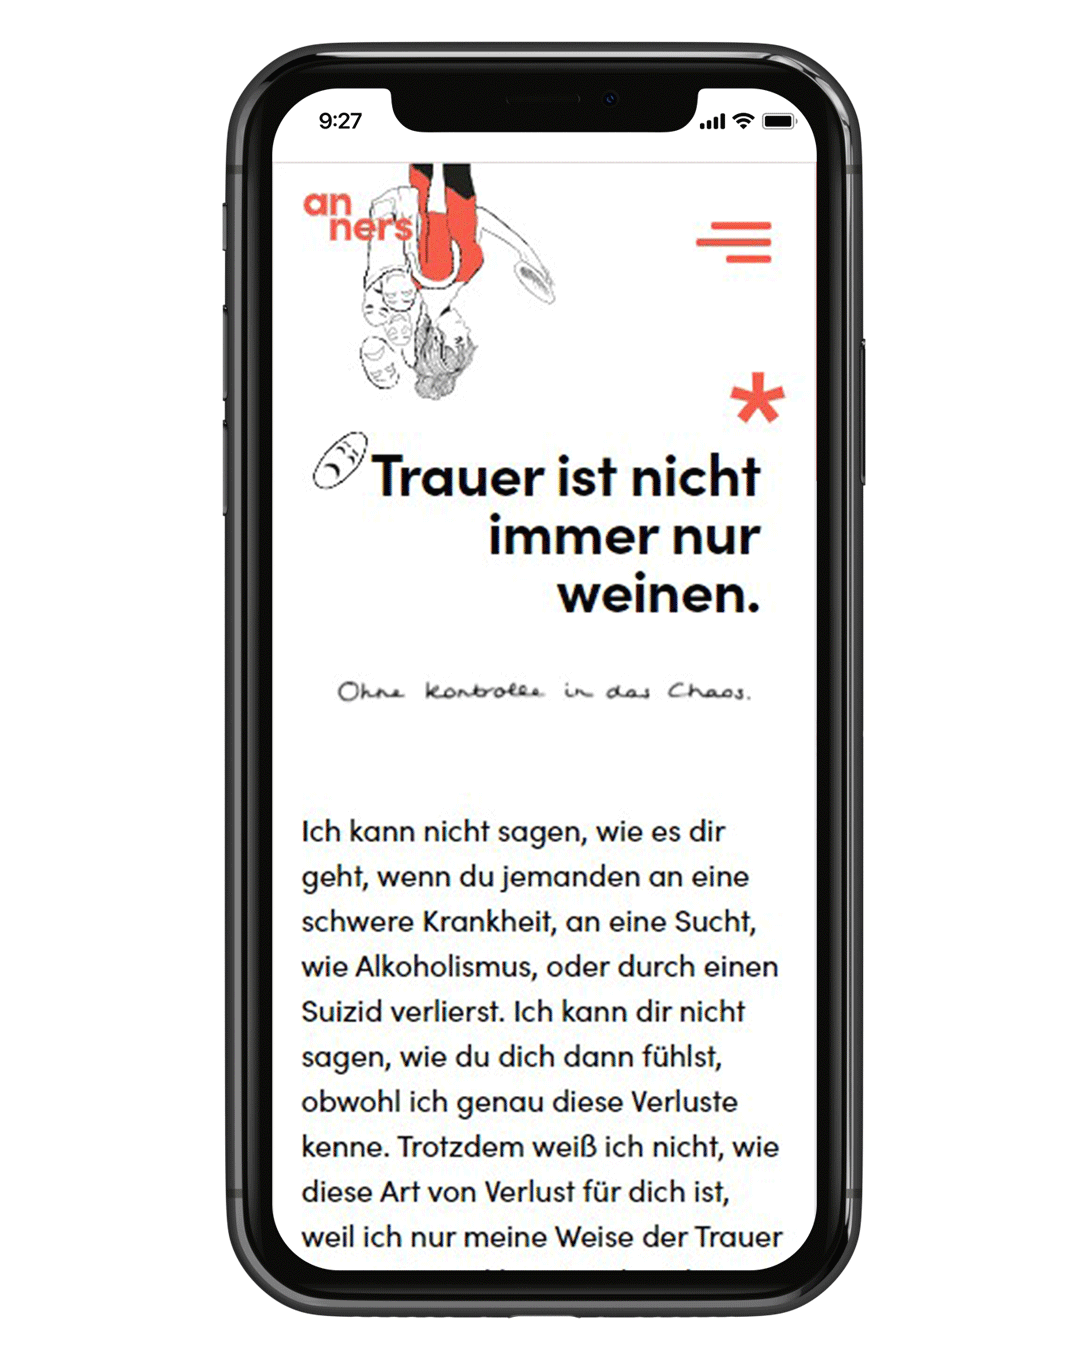 9:27
an
ners
*
Trauer ist nicht
immer nur
weinen.
Ohne kontrolle in das Chaos.
Ich kann nicht sagen, wie es dir
geht, wenn du jemanden an eine
schwere Krankheit, an eine Sucht,
wie Alkoholismus, oder durch einen
Suizid verlierst. Ich kann dir nicht
sagen, wie du dich dann fühlst,
obwohl ich genau diese Verluste
kenne. Trotzdem weiß ich nicht, wie
diese Art von Verlust für dich ist,
weil ich nur meine Weise der Trauer